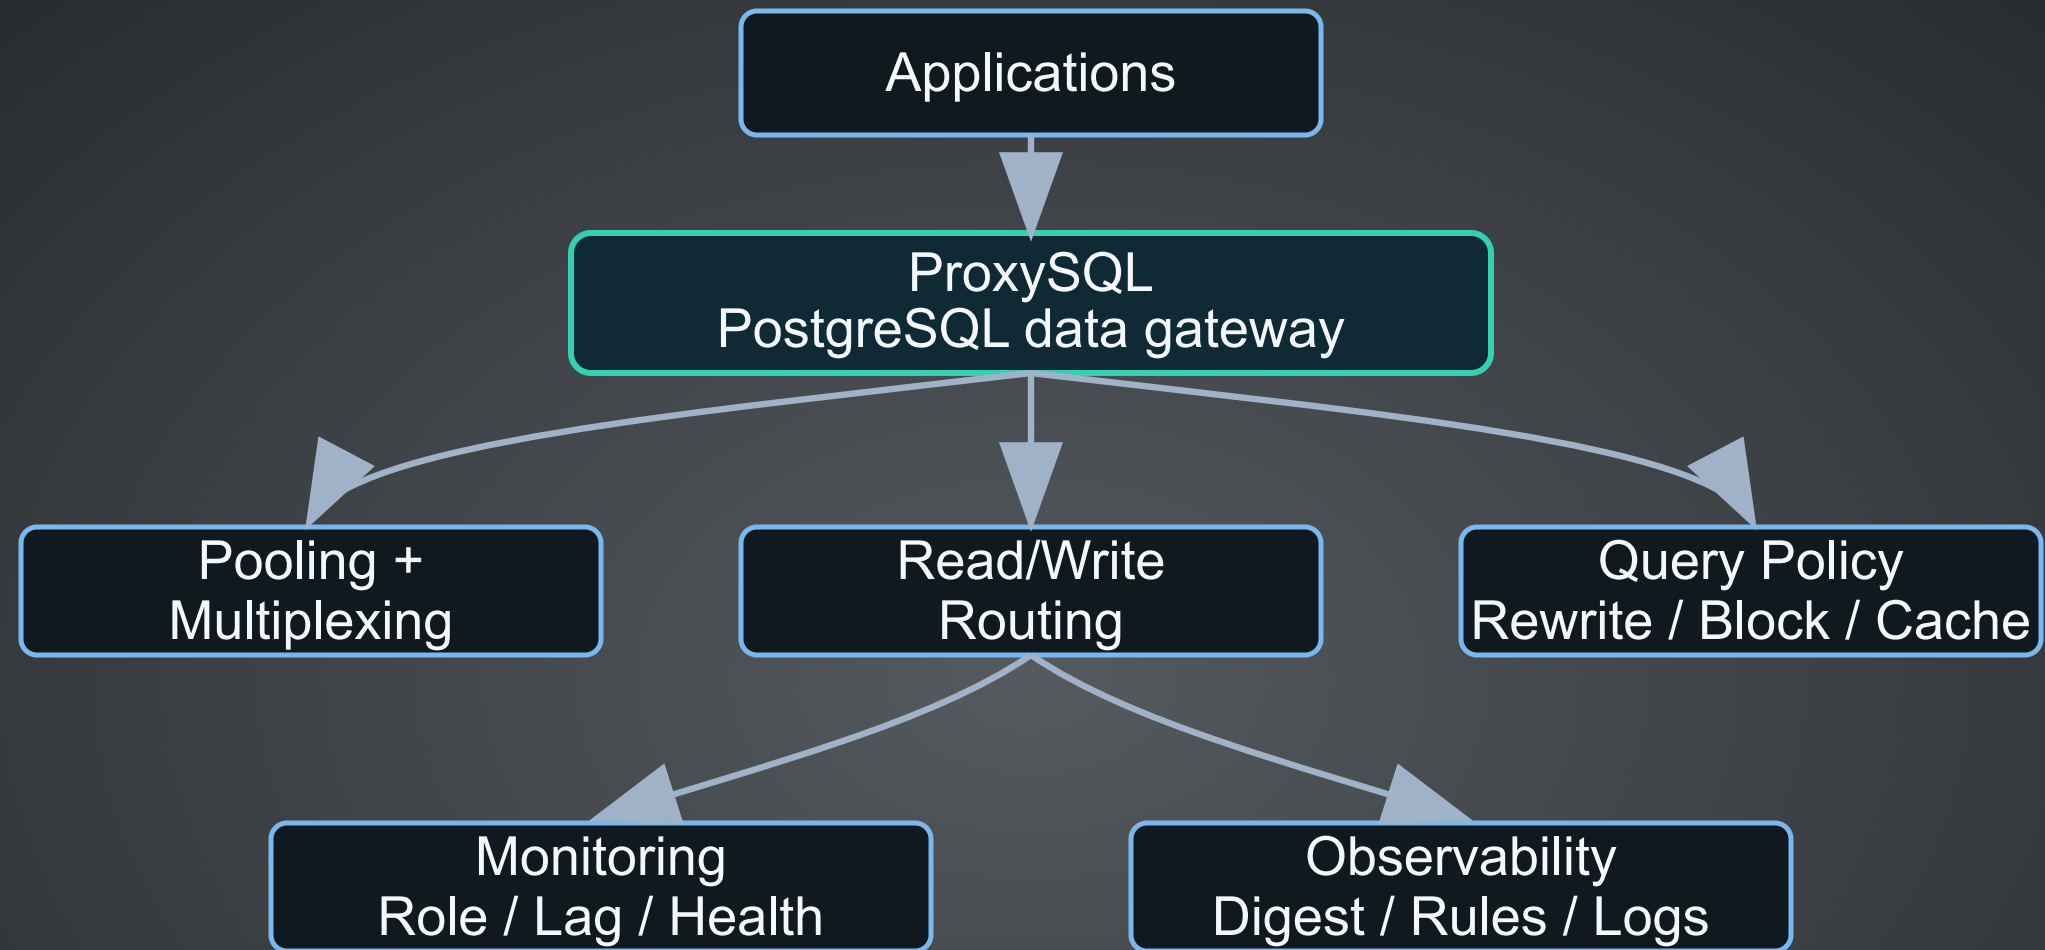 Applications
ProxySQL
PostgreSQL data gateway
Pooling +
Multiplexing
Read/Write
Routing
Query Policy
Rewrite / Block / Cache
Monitoring
Role / Lag / Health
Observability
Digest / Rules / Logs